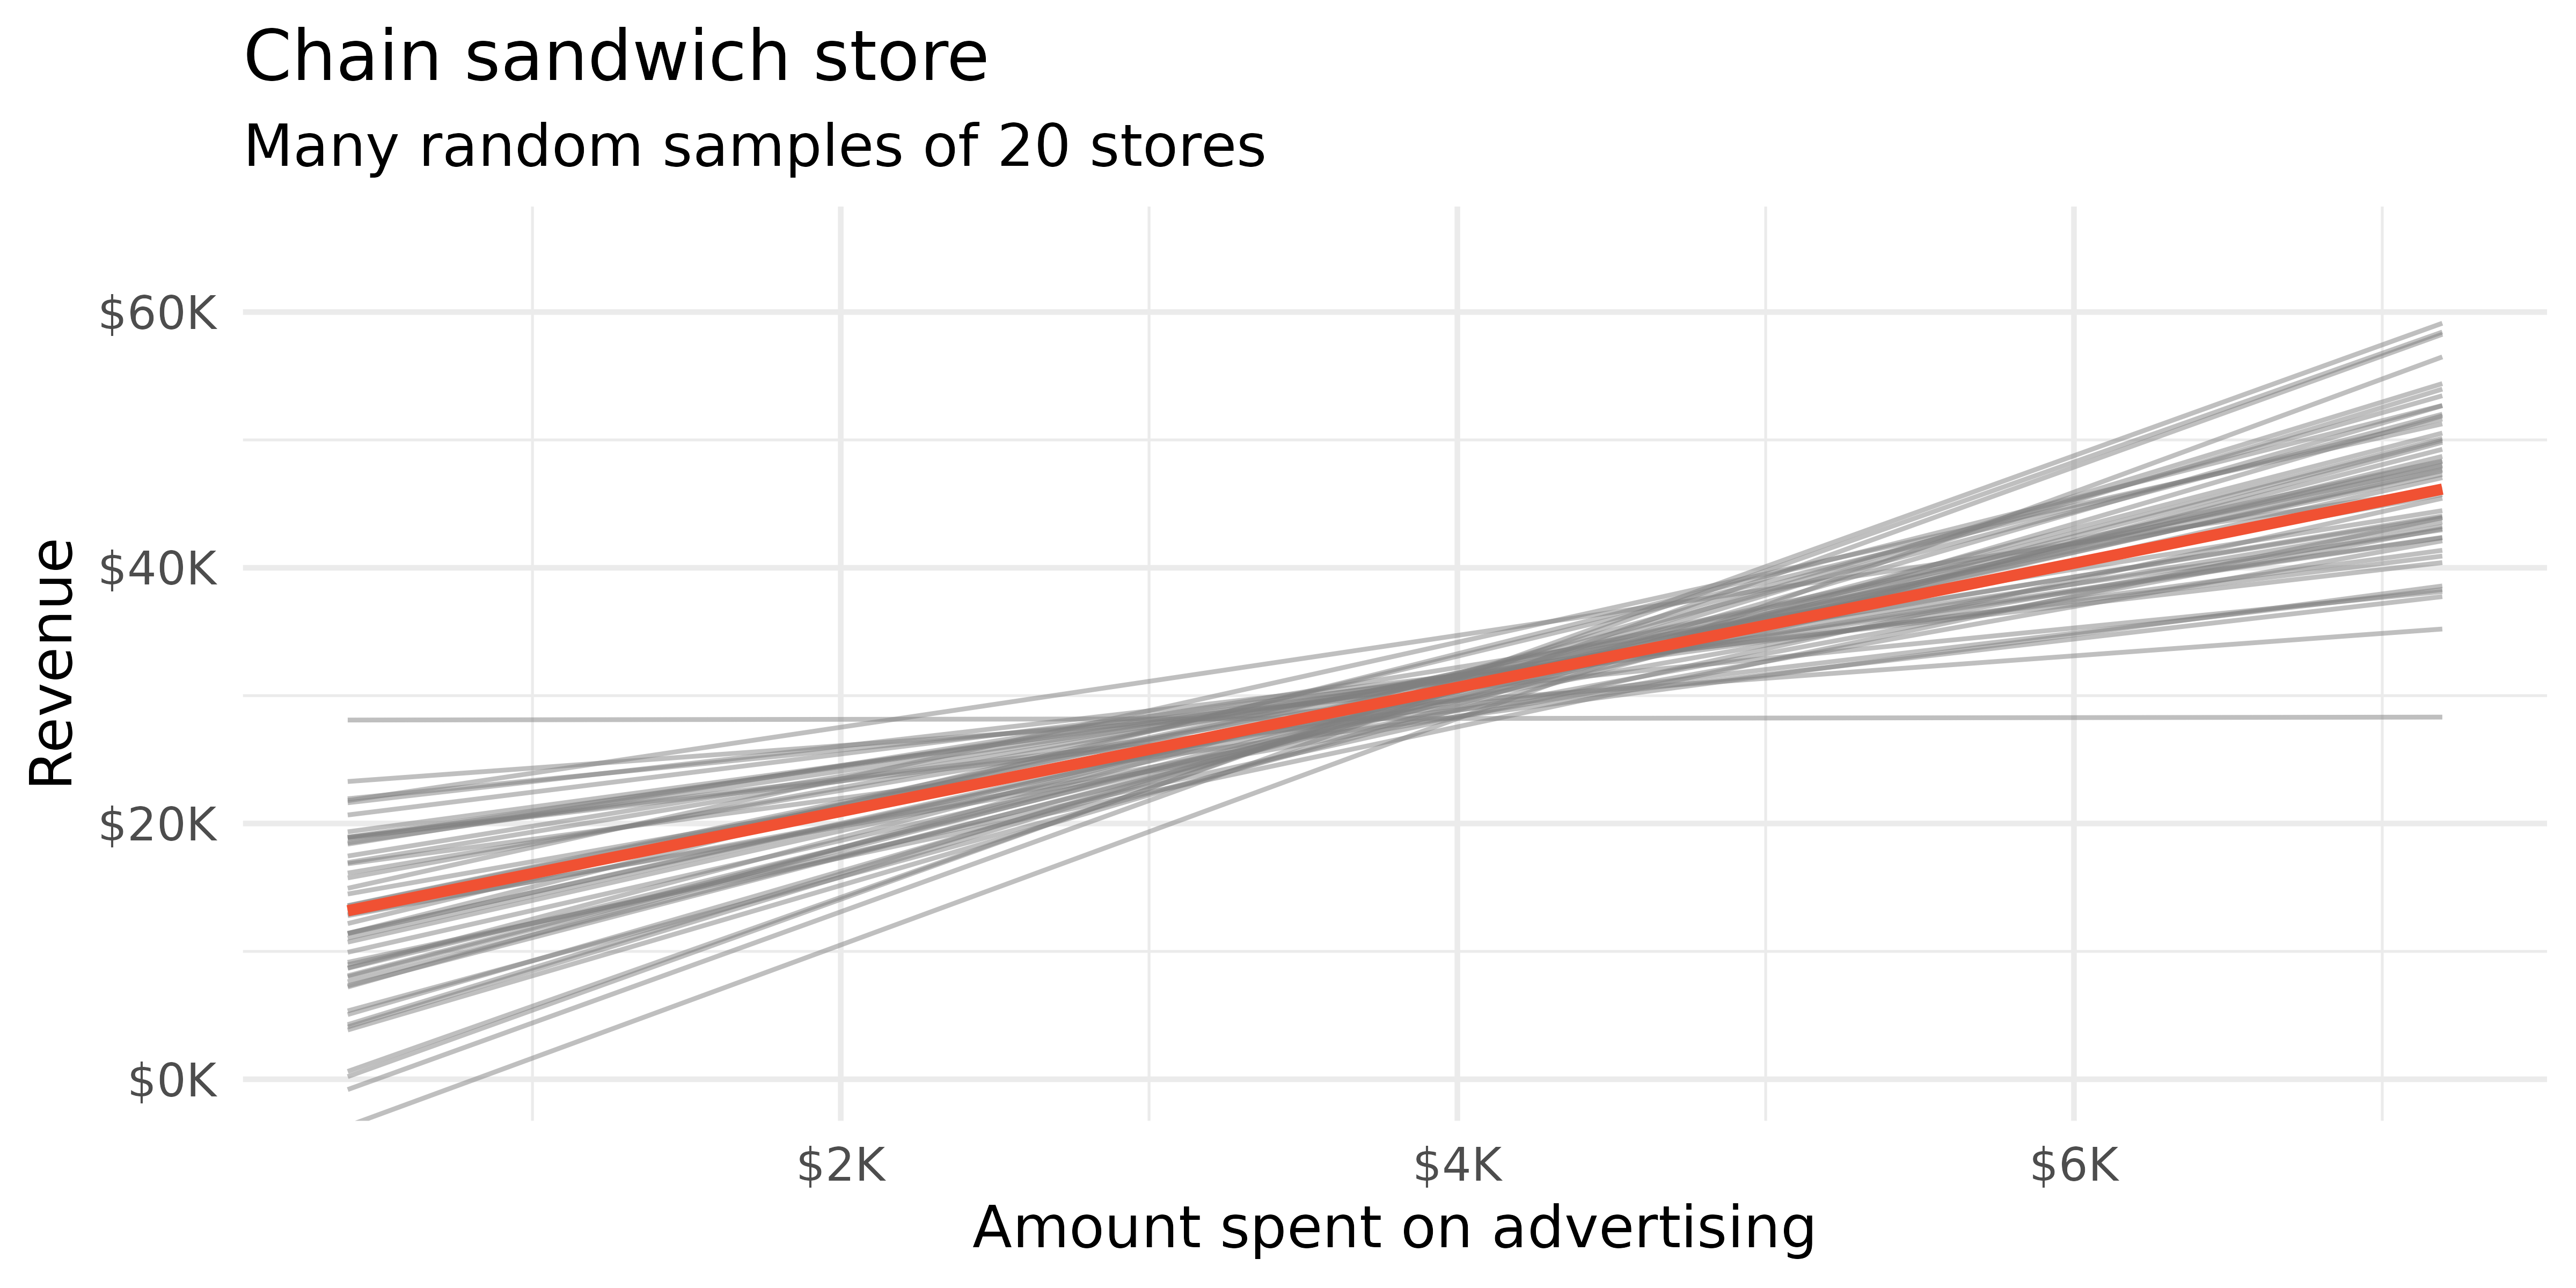 Chain sandwich store
Many random samples of 20 stores
Revenue
$60K
$40K
$20K
$0K
$2K $4K $6K
Amount spent on advertising